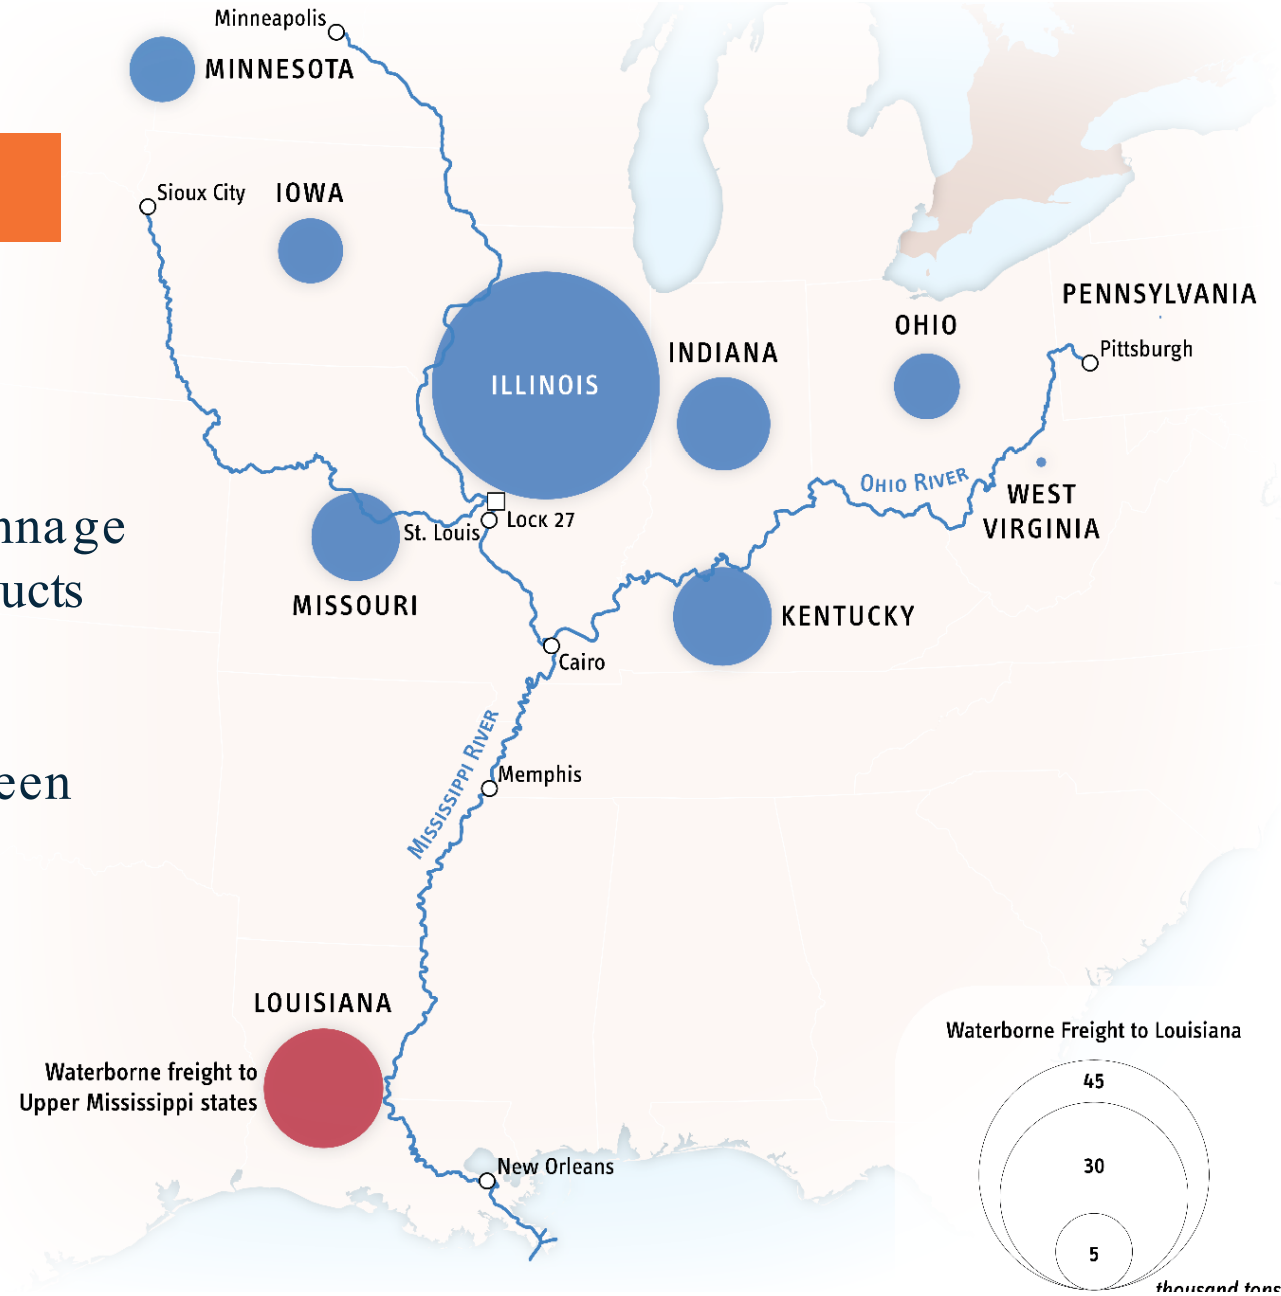 Minneapolis
MINNESOTA
Sioux City
IOWA
PENNSYLVANIA
OHIO
Pittsburgh
INDIANA
ILLINOIS
OHIO RIVER
WEST
VIRGINIA
Lock 27
St. Louis
nnage
ucts
MISSOURI
KENTUCKY
Cairo
MISSISSIPPI RIVER
Memphis
een
LOUISIANA
Waterborne freight to
Upper Mississippi states
New Orleans
Waterborne Freight to Louisiana
45
30
5
thousand tons